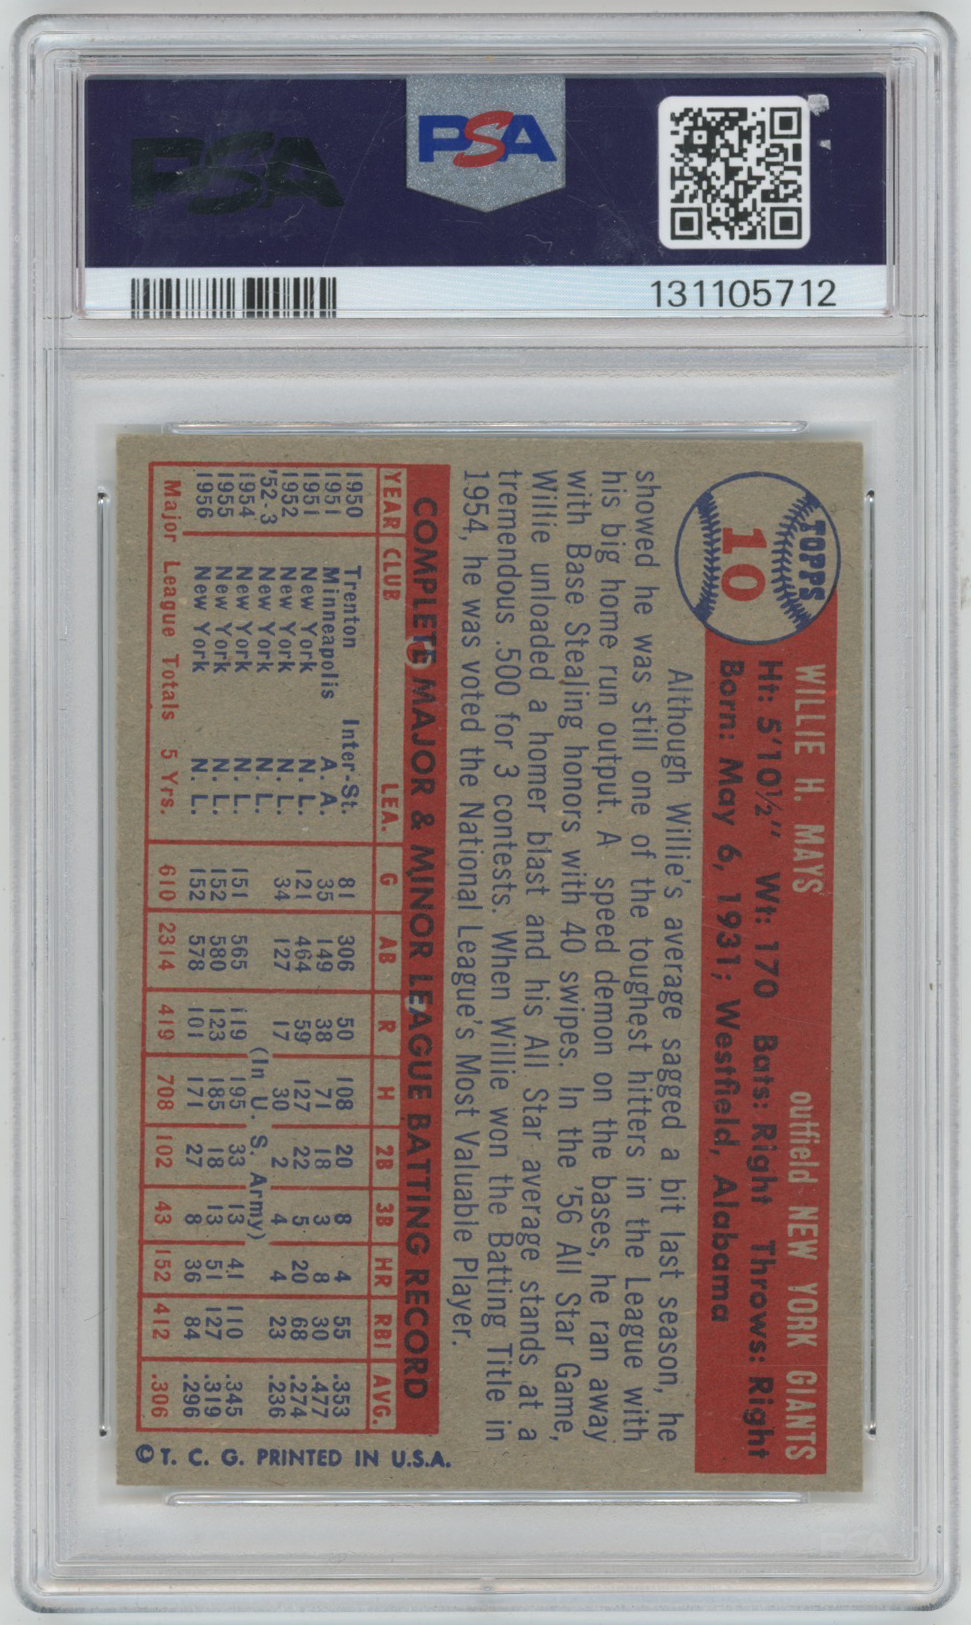 PSA
PSA
131105712
TOPPS
10
WILLIE H. MAYS outfield NEW YORK GIANTS
Ht: 5'10½" Wt: 170 Bats: Right Throws: Right
Born: May 6, 1931; Westfield, Alabama
Although Willie's average sagged a bit last season, he
showed he was still one of the toughest hitters in the League with
his big home run output. A speed demon on the bases, he ran away
with Base Stealing honors with 40 swipes. In the '56 All Star Game,
Willie unloaded a homer blast and his All Star average stands at a
tremendous .500 for 3 contests. When Willie won the Batting Title in
1954, he was voted the National League's Most Valuable Player.
COMPLETE MAJOR & MINOR LEAGUE BATTING RECORD
YEAR CLUB LEA. G AB R H 2B 3B HR RBI AVG.
1950 Trenton Inter-St. 81 306 50 108 20 8 4 55 .353
1951 Minneapolis A. A. 35 149 38 71 18 3 8 30 .477
1951 New York N. L. 121 464 59 127 22 5 20 68 .274
1952 New York N. L. 34 127 17 30 2 4 4 23 .236
'52-3 New York N. L. (In U. S. Army)
1954 New York N. L. 151 565 119 195 33 13 41 110 .345
1955 New York N. L. 152 580 123 185 18 13 51 127 .319
1956 New York N. L. 152 578 101 171 27 8 36 84 .296
Major League Totals 5 Yrs. 610 2314 419 708 102 43 152 412 .306
© T. C. G. PRINTED IN U.S.A.